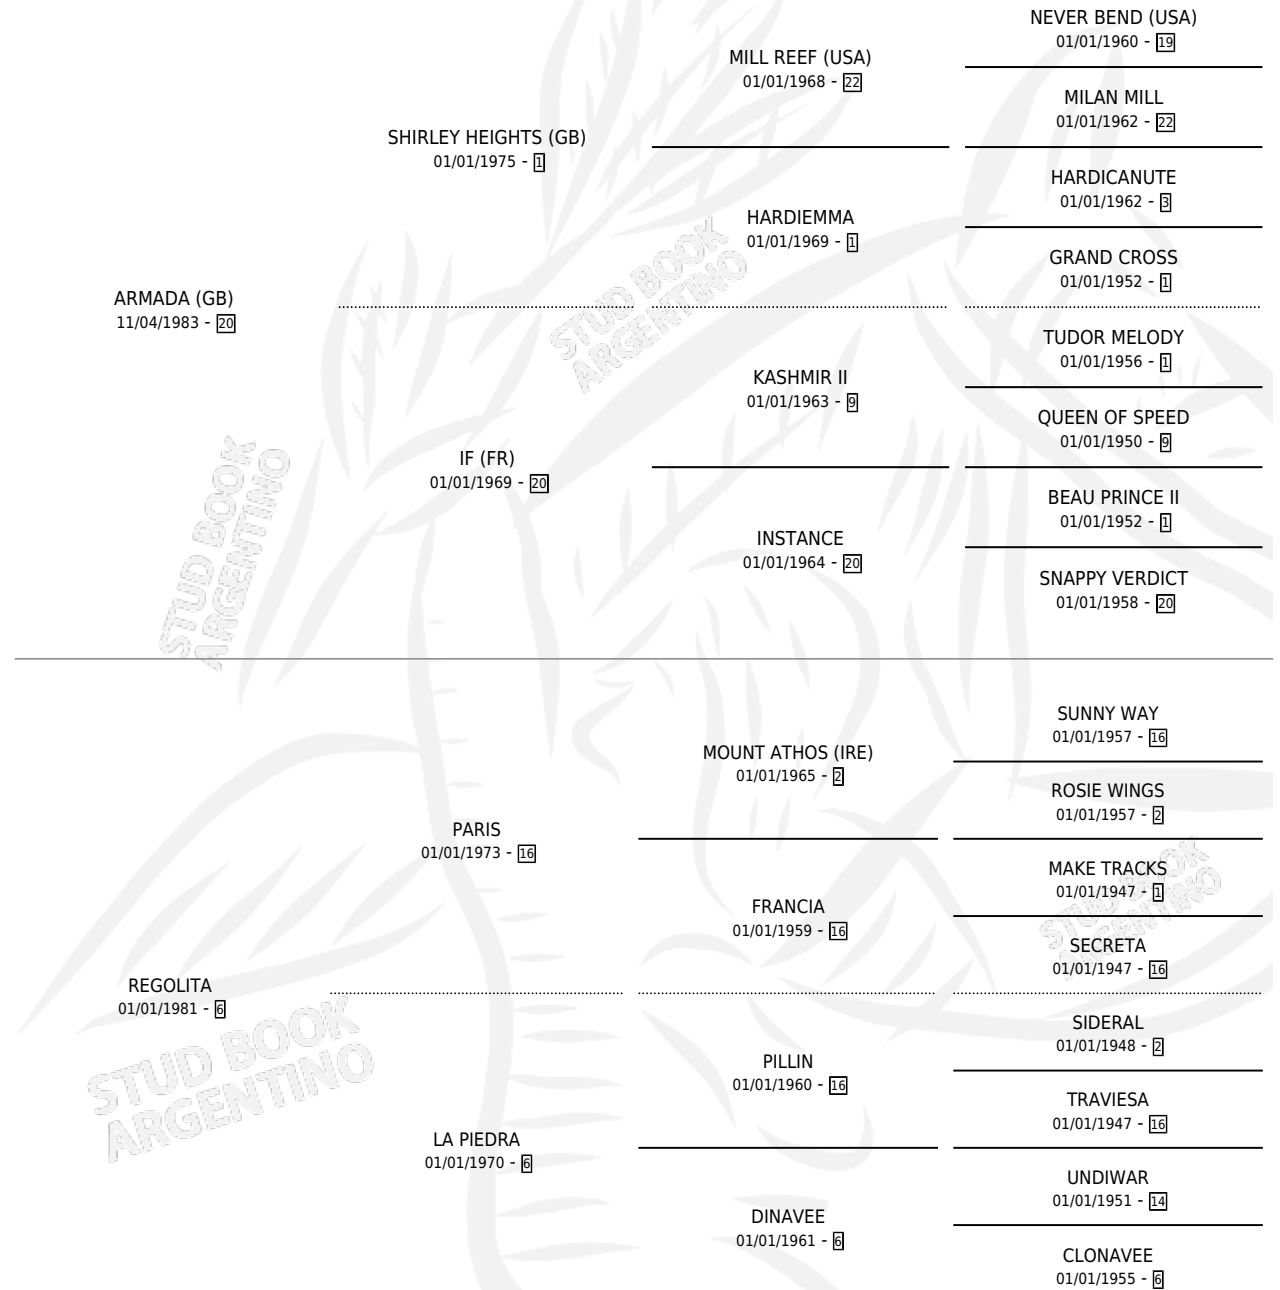 NEVER BEND (USA)
01/01/1960 - 19
MILL REEF (USA)
01/01/1968 - 22
MILAN MILL
01/01/1962 - 22
SHIRLEY HEIGHTS (GB)
01/01/1975 - 1
HARDICANUTE
01/01/1962 - 3
HARDIEMMA
01/01/1969 - 1
GRAND CROSS
01/01/1952 - 1
ARMADA (GB)
11/04/1983 - 20
TUDOR MELODY
01/01/1956 - 1
KASHMIR II
01/01/1963 - 9
QUEEN OF SPEED
01/01/1950 - 9
IF (FR)
01/01/1969 - 20
BEAU PRINCE II
01/01/1952 - 1
INSTANCE
01/01/1964 - 20
SNAPPY VERDICT
01/01/1958 - 20
SUNNY WAY
01/01/1957 - 16
MOUNT ATHOS (IRE)
01/01/1965 - 2
ROSIE WINGS
01/01/1957 - 2
PARIS
01/01/1973 - 16
MAKE TRACKS
01/01/1947 - 1
FRANCIA
01/01/1959 - 16
SECRETA
01/01/1947 - 16
REGOLITA
01/01/1981 - 6
SIDERAL
01/01/1948 - 2
PILLIN
01/01/1960 - 16
TRAVIESA
01/01/1947 - 16
LA PIEDRA
01/01/1970 - 6
UNDIWAR
01/01/1951 - 14
DINAVEE
01/01/1961 - 6
CLONAVEE
01/01/1955 - 6
STUD BOOK
ARGENTINO
STUD BOOK
ARGENTINO
STUD BOOK
ARGENTINO
STUD BOOK
ARGENTINO